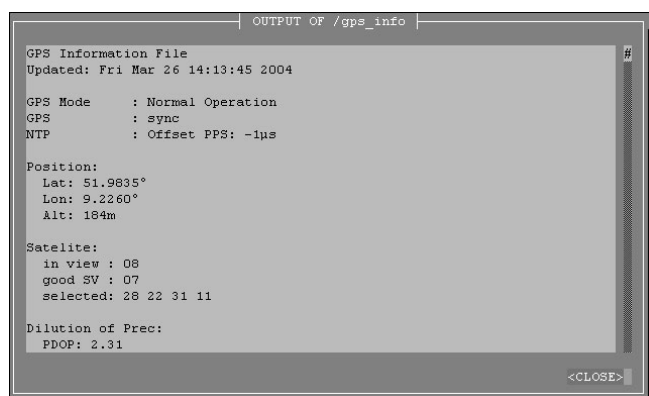 OUTPUT OF /gps_info
GPS Information File
#
Updated: Fri Mar 26 14:13:45 2004
GPS Mode : Normal Operation
GPS : sync
NTP : Offset PPS: -1µs
Position:
Lat: 51.9835°
Lon: 9.2260°
Alt: 184m
Satelite:
in view : 08
good SV : 07
selected: 28 22 31 11
Dilution of Prec:
PDOP: 2.31
<CLOSE>